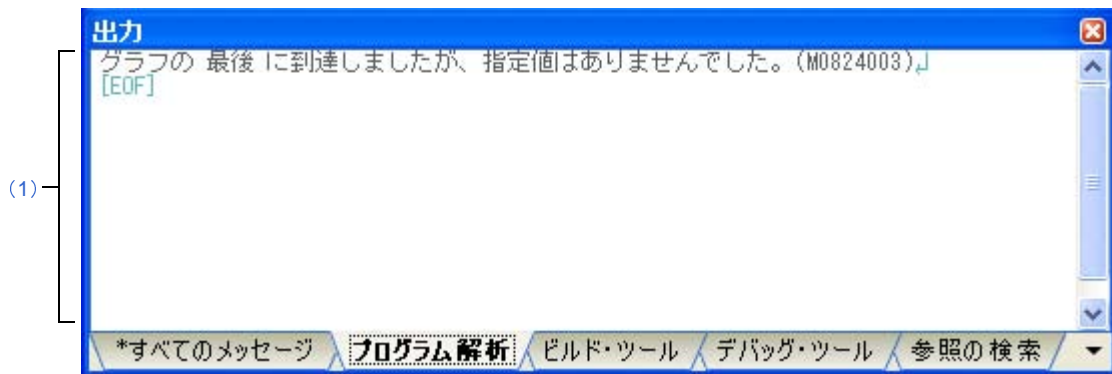 出力
グラフの 最後 に到達しましたが、指定値はありませんでした。(M0824003)↲
[EOF]
(1)
*すべてのメッセージ プログラム解析 ビルド・ツール デバッグ・ツール 参照の検索